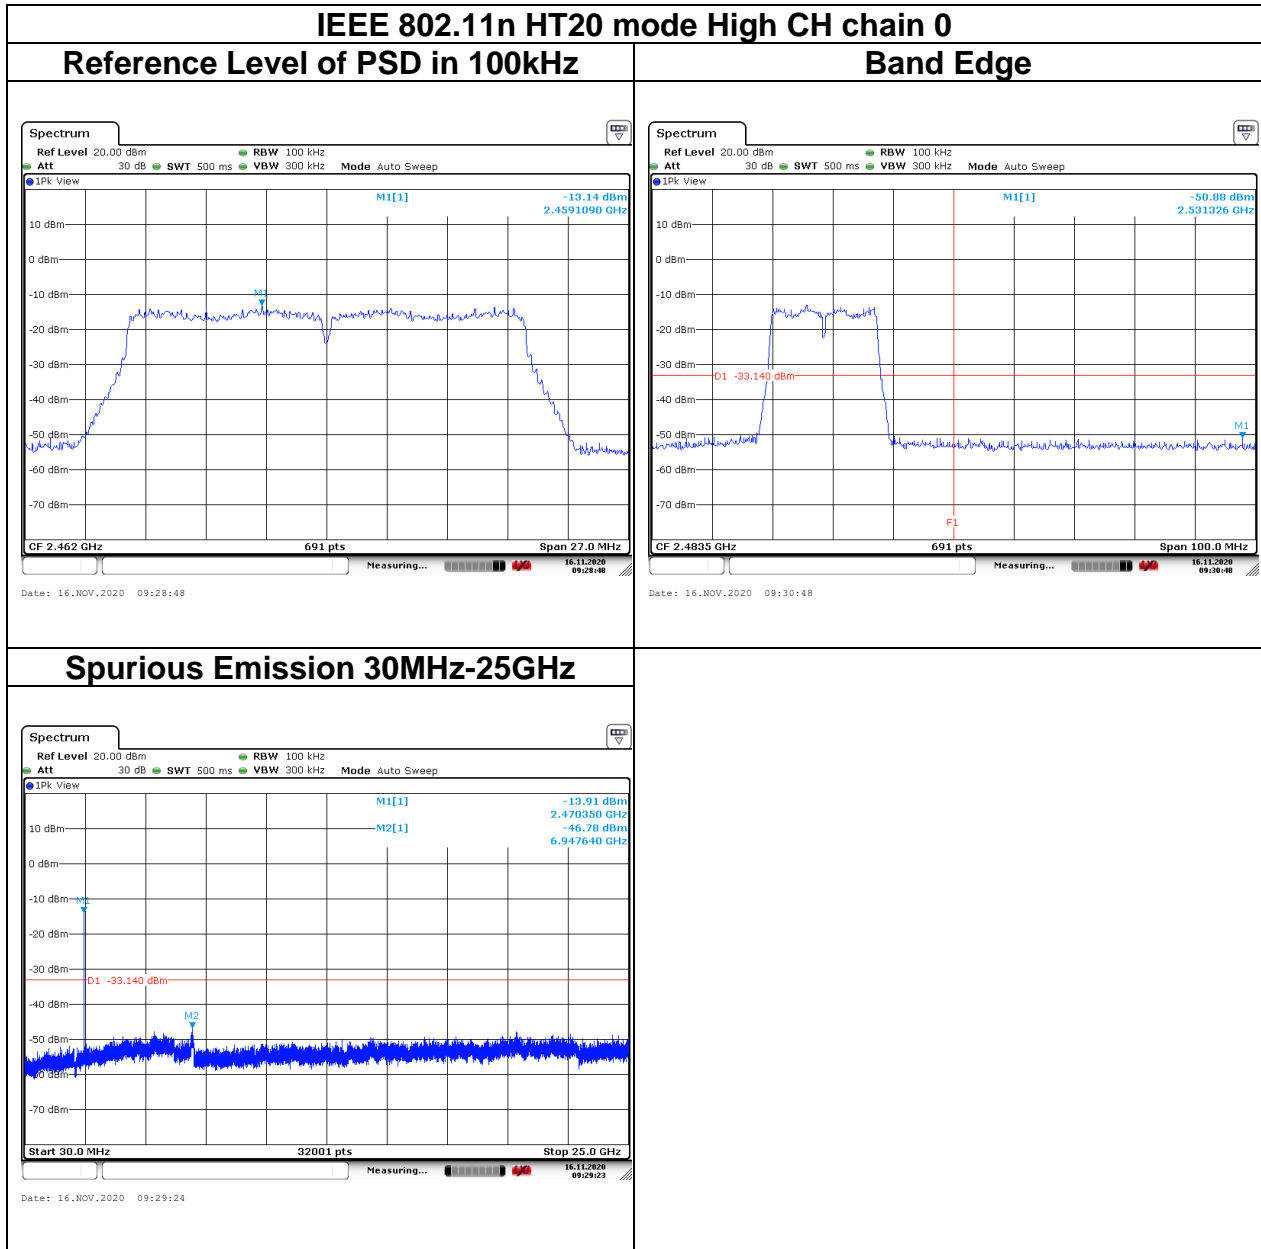 IEEE 802.11n HT20 mode High CH chain 0
Reference Level of PSD in 100kHz
Band Edge
Spectrum
Ref Level 20.00 dBm RBW 100 kHz
Att 30 dB SWT 500 ms VBW 300 kHz Mode Auto Sweep
1Pk View
M1[1] -13.14 dBm
2.4591090 GHz
10 dBm
0 dBm
-10 dBm
M1
-20 dBm
-30 dBm
-40 dBm
-50 dBm
-60 dBm
-70 dBm
CF 2.462 GHz 691 pts Span 27.0 MHz
Measuring... 16.11.2020
09:28:48
Date: 16.NOV.2020 09:28:48
Spectrum
Ref Level 20.00 dBm RBW 100 kHz
Att 30 dB SWT 500 ms VBW 300 kHz Mode Auto Sweep
1Pk View
M1[1] -50.88 dBm
2.531326 GHz
10 dBm
0 dBm
-10 dBm
-20 dBm
-30 dBm
D1 -33.140 dBm
-40 dBm
-50 dBm
M1
-60 dBm
-70 dBm
F1
CF 2.4835 GHz 691 pts Span 100.0 MHz
Measuring... 16.11.2020
09:30:48
Date: 16.NOV.2020 09:30:48
Spurious Emission 30MHz-25GHz
Spectrum
Ref Level 20.00 dBm RBW 100 kHz
Att 30 dB SWT 500 ms VBW 300 kHz Mode Auto Sweep
1Pk View
M1[1] -13.91 dBm
2.470350 GHz
10 dBm M2[1] -46.78 dBm
6.947640 GHz
0 dBm
-10 dBm
M1
-20 dBm
-30 dBm
D1 -33.140 dBm
-40 dBm
M2
-50 dBm
-60 dBm
-70 dBm
Start 30.0 MHz 32001 pts Stop 25.0 GHz
Measuring... 16.11.2020
09:29:23
Date: 16.NOV.2020 09:29:24